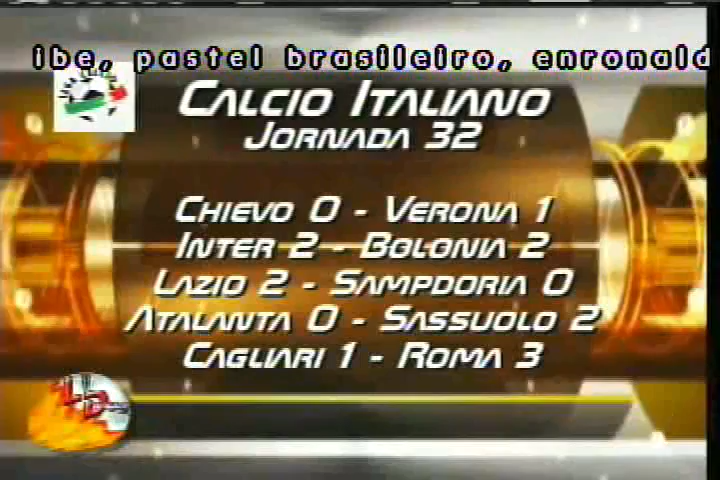 ibe, pastel brasileiro, enronald
CALCIO ITALIANO
JORNADA 32
CHIEVO 0 - VERONA 1
INTER 2 - BOLONIA 2
LAZIO 2 - SAMPDORIA 0
ATALANTA 0 - SASSUOLO 2
CAGLIARI 1 - ROMA 3
LD